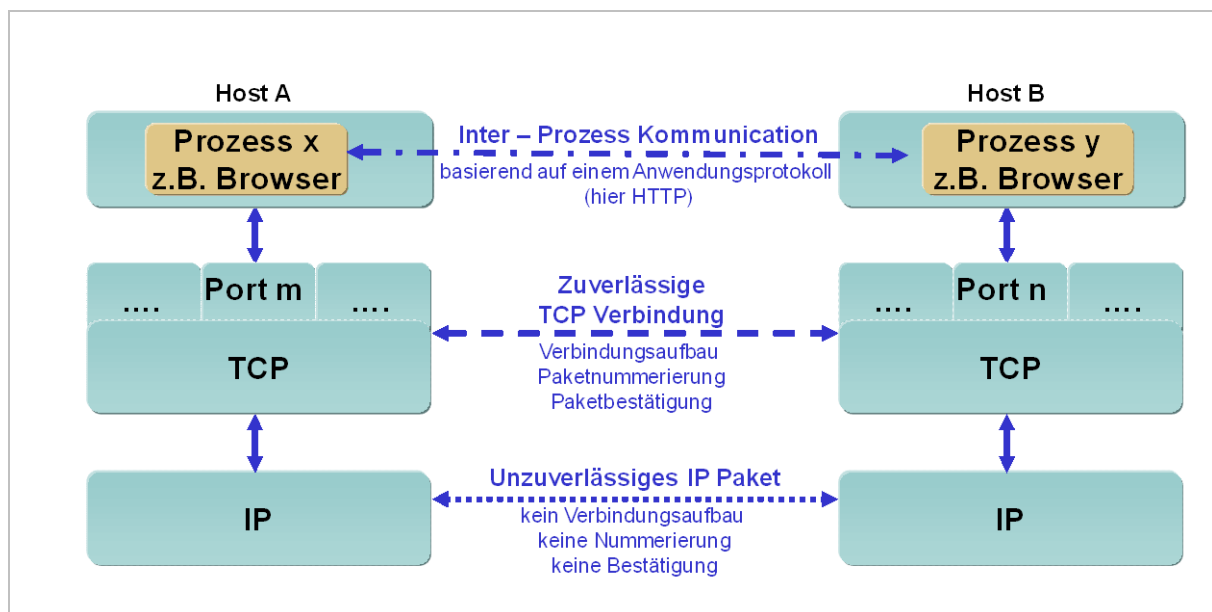 Host A
Host B
Prozess x
z.B. Browser
Inter – Prozess Kommunication
basierend auf einem Anwendungsprotokoll
(hier HTTP)
Prozess y
z.B. Browser
....
Port m
....
TCP
Zuverlässige
TCP Verbindung
Verbindungsaufbau
Paketnummerierung
Paketbestätigung
....
Port n
....
TCP
IP
Unzuverlässiges IP Paket
kein Verbindungsaufbau
keine Nummerierung
keine Bestätigung
IP